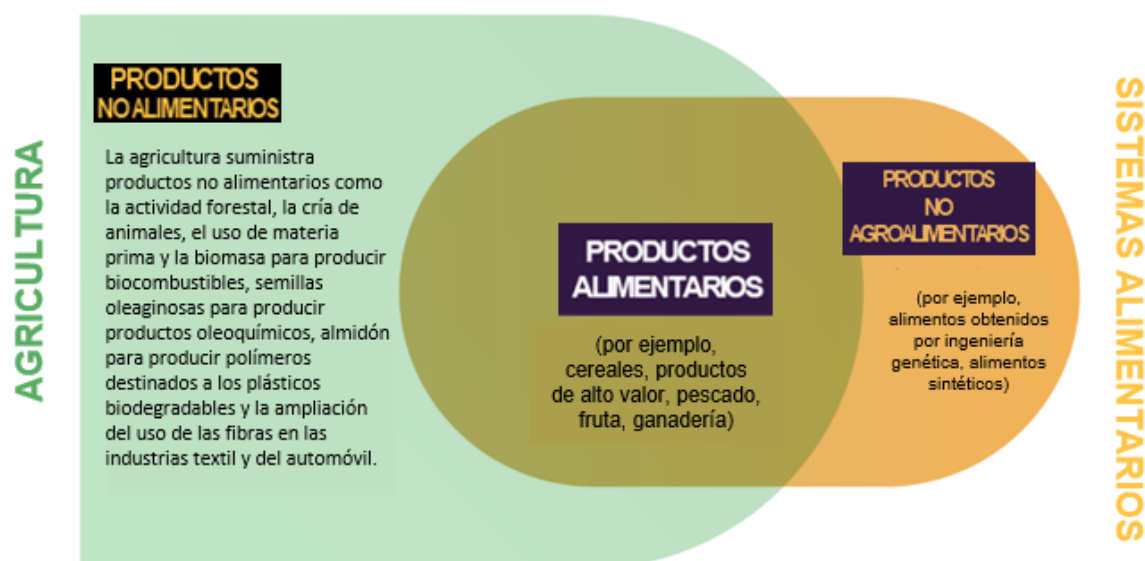 AGRICULTURA
PRODUCTOS
NO ALIMENTARIOS
La agricultura suministra
productos no alimentarios como
la actividad forestal, la cría de
animales, el uso de materia
prima y la biomasa para producir
biocombustibles, semillas
oleaginosas para producir
productos oleoquímicos, almidón
para producir polímeros
destinados a los plásticos
biodegradables y la ampliación
del uso de las fibras en las
industrias textil y del automóvil.
PRODUCTOS
ALIMENTARIOS
(por ejemplo,
cereales, productos
de alto valor, pescado,
fruta, ganadería)
PRODUCTOS
NO
AGROALIMENTARIOS
(por ejemplo,
alimentos obtenidos
por ingeniería
genética, alimentos
sintéticos)
SISTEMAS ALIMENTARIOS